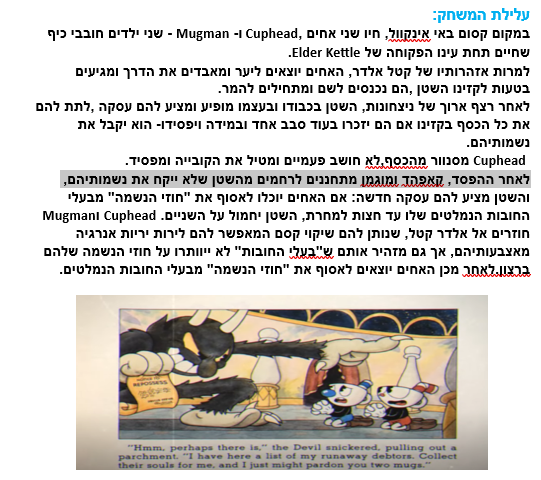 עלילת המשחק:
במקום קסום באי אינקוול, חיו שני אחים ,Cuphead ו- Mugman - שני ילדים חובבי כיף
שחיים תחת עינו הפקוחה של Elder Kettle.
למרות אזהרותיו של קטל אלדר, האחים יוצאים ליער ומאבדים את הדרך ומגיעים
בטעות לקזינו השטן ,הם נכנסים לשם ומתחילים להמר.
לאחר רצף ארוך של ניצחונות, השטן בכבודו ובעצמו מופיע ומציע להם עסקה ,לתת להם
את כל הכסף בקזינו אם הם יזכרו בעוד סבב אחד ובמידה ויפסידו- הוא יקבל את
נשמותיהם.
Cuphead מסנוור מהכסף,לא חושב פעמיים ומטיל את הקובייה ומפסיד.
לאחר ההפסד, קאפהד ומוגמן מתחננים לרחמים מהשטן שלא ייקח את נשמותיהם,
והשטן מציע להם עסקה חדשה: אם האחים יוכלו לאסוף את "חוזי הנשמה" מבעלי
החובות הנמלטים שלו עד חצות למחרת, השטן יחמול על השניים. Cuphead וMugman
חוזרים אל אלדר קטל, שנותן להם שיקוי קסם המאפשר להם לירות יריות אנרגיה
מאצבעותיהם, אך גם מזהיר אותם ש"בעלי החובות" לא ייוותרו על חוזי הנשמה שלהם
ברצון,לאחר מכן האחים יוצאים לאסוף את "חוזי הנשמה" מבעלי החובות הנמלטים.
REPOSSESS
"Hmm, perhaps there is," the Devil snickered, pulling out a
parchment. "I have here a list of my runaway debtors. Collect
their souls for me, and I just might pardon you two mugs."